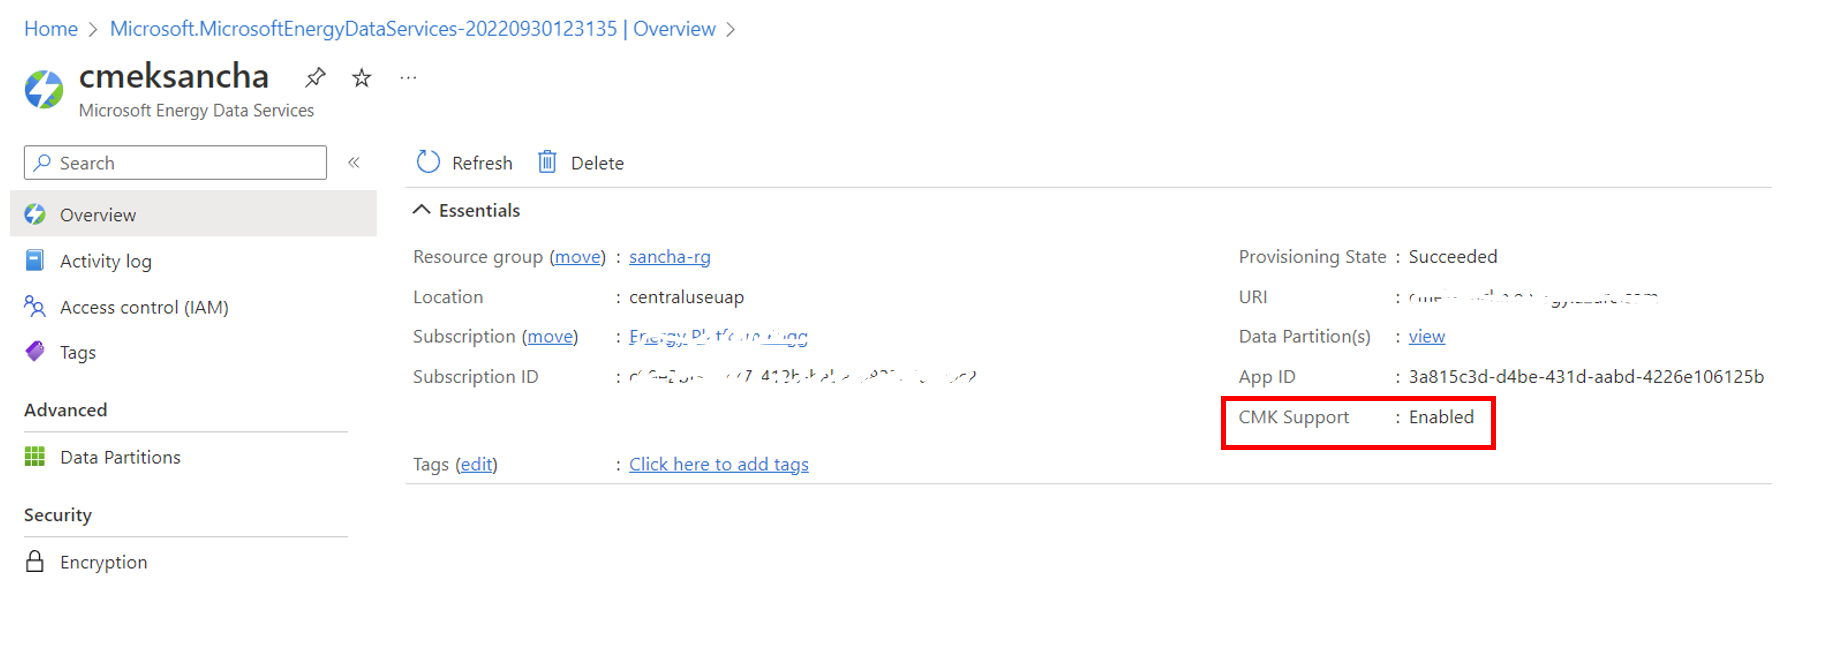 Home > Microsoft.MicrosoftEnergyDataServices-20220930123135 | Overview >
cmeksancha ...
Microsoft Energy Data Services
Search «
Overview
Activity log
Access control (IAM)
Tags
Advanced
Data Partitions
Security
Encryption
Refresh Delete
Essentials
Resource group (move) : sancha-rg
Location : centraluseuap
Subscription (move) :
Subscription ID :
Tags (edit) : Click here to add tags
Provisioning State : Succeeded
URI :
Data Partition(s) : view
App ID : 3a815c3d-d4be-431d-aabd-4226e106125b
CMK Support : Enabled